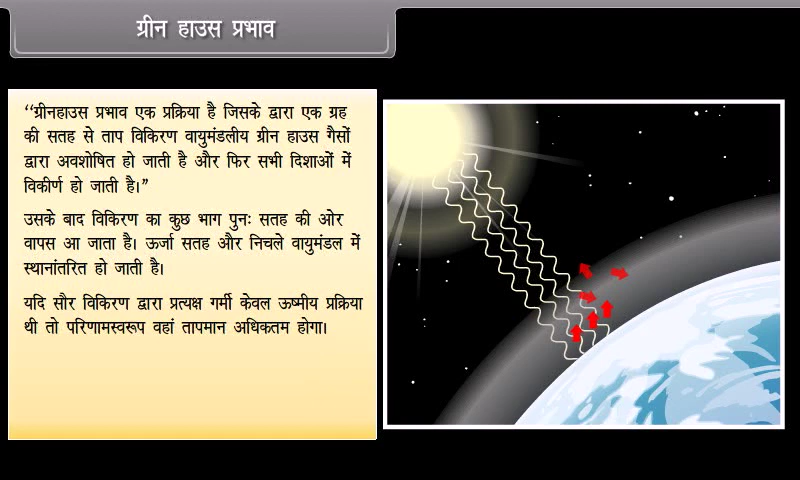 ग्रीन हाउस प्रभाव
‘‘ग्रीनहाउस प्रभाव एक प्रक्रिया है जिसके द्वारा एक ग्रह
की सतह से ताप विकिरण वायुमंडलीय ग्रीन हाउस गैसों
द्वारा अवशोषित हो जाती है और फिर सभी दिशाओं में
विकीर्ण हो जाती है।”
उसके बाद विकिरण का कुछ भाग पुनः सतह की ओर
वापस आ जाता है। ऊर्जा सतह और निचले वायुमंडल में
स्थानांतरित हो जाती है।
यदि सौर विकिरण द्वारा प्रत्यक्ष गर्मी केवल ऊष्मीय प्रक्रिया
थी तो परिणामस्वरूप वहां तापमान अधिकतम होगा।